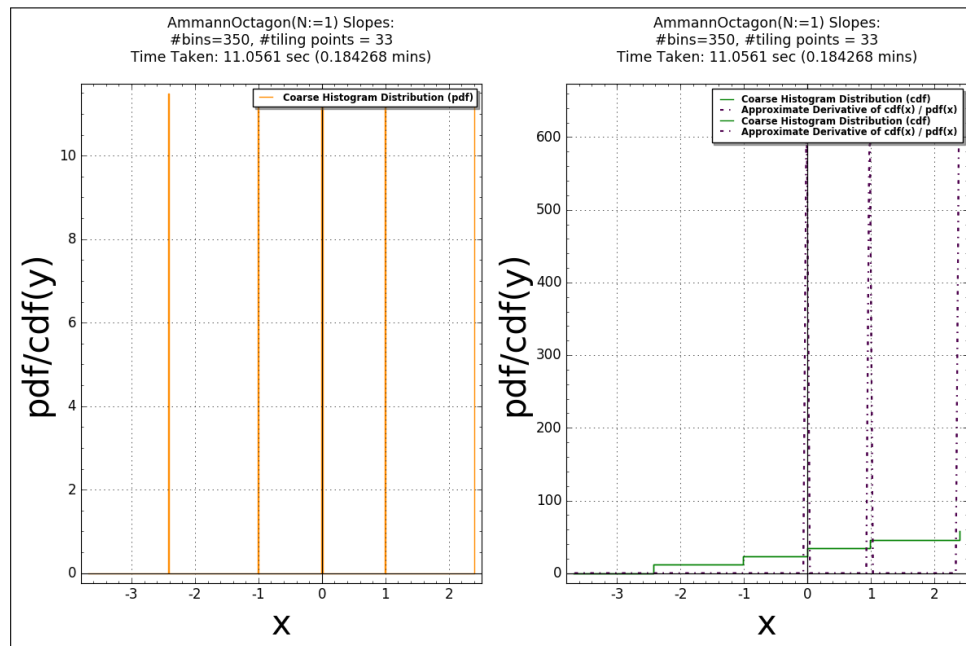 AmmannOctagon(N:=1) Slopes:
#bins=350, #tiling points = 33
Time Taken: 11.0561 sec (0.184268 mins)
Coarse Histogram Distribution (pdf)
pdf/cdf(y)
10
8
6
4
2
0
-3 -2 -1 0 1 2
x
AmmannOctagon(N:=1) Slopes:
#bins=350, #tiling points = 33
Time Taken: 11.0561 sec (0.184268 mins)
Coarse Histogram Distribution (cdf)
Approximate Derivative of cdf(x) / pdf(x)
Coarse Histogram Distribution (cdf)
Approximate Derivative of cdf(x) / pdf(x)
pdf/cdf(y)
600
500
400
300
200
100
0
-3 -2 -1 0 1 2
x